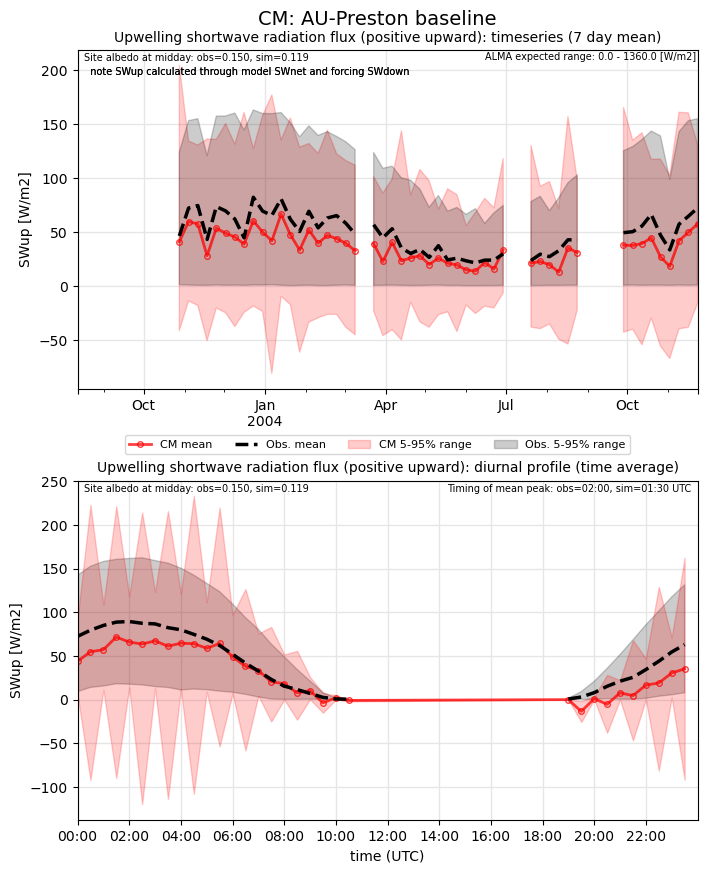 CM: AU-Preston baseline
Upwelling shortwave radiation flux (positive upward): timeseries (7 day mean)
Site albedo at midday: obs=0.150, sim=0.119
ALMA expected range: 0.0 - 1360.0 [W/m2]
note SWup calculated through model SWnet and forcing SWdown
SWup [W/m2]
200
150
100
50
0
−50
Oct
Jan
2004
Apr
Jul
Oct
CM mean
Obs. mean
CM 5-95% range
Obs. 5-95% range
Upwelling shortwave radiation flux (positive upward): diurnal profile (time average)
Site albedo at midday: obs=0.150, sim=0.119
Timing of mean peak: obs=02:00, sim=01:30 UTC
SWup [W/m2]
250
200
150
100
50
0
−50
−100
00:00
02:00
04:00
06:00
08:00
10:00
12:00
14:00
16:00
18:00
20:00
22:00
time (UTC)